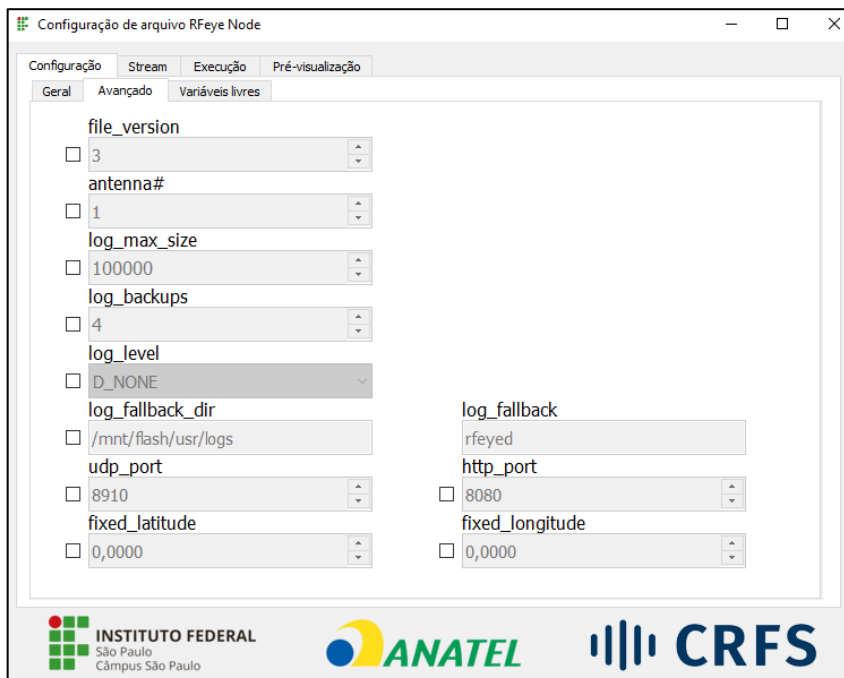 Configuração de arquivo RFeye Node
Configuração Stream Execução Pré-visualização
Geral Avançado Variáveis livres
file_version
3
antenna#
1
log_max_size
100000
log_backups
4
log_level
D_NONE
log_fallback_dir log_fallback
/mnt/flash/usr/logs rfeyed
udp_port http_port
8910 8080
fixed_latitude fixed_longitude
0,0000 0,0000
INSTITUTO FEDERAL
São Paulo
Câmpus São Paulo
ANATEL
CRFS